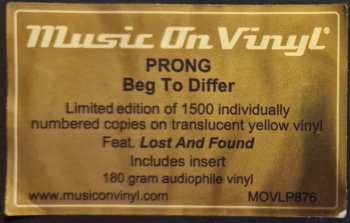 Music On Vinyl®
PRONG
Beg To Differ
Limited edition of 1500 individually
numbered copies on translucent yellow vinyl
Feat. Lost And Found
Includes insert
180 gram audiophile vinyl
www.musiconvinyl.com MOVLP876